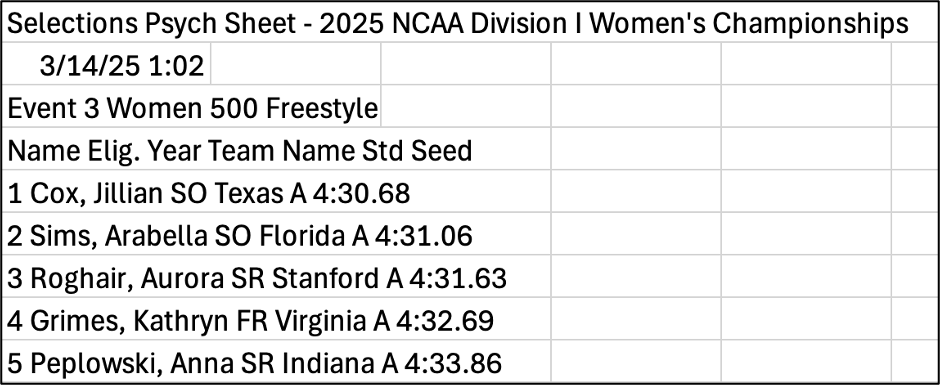 Selections Psych Sheet - 2025 NCAA Division I Women's Championships
3/14/25 1:02
Event 3 Women 500 Freestyle
Name Elig. Year Team Name Std Seed
1 Cox, Jillian SO Texas A 4:30.68
2 Sims, Arabella SO Florida A 4:31.06
3 Roghair, Aurora SR Stanford A 4:31.63
4 Grimes, Kathryn FR Virginia A 4:32.69
5 Peplowski, Anna SR Indiana A 4:33.86